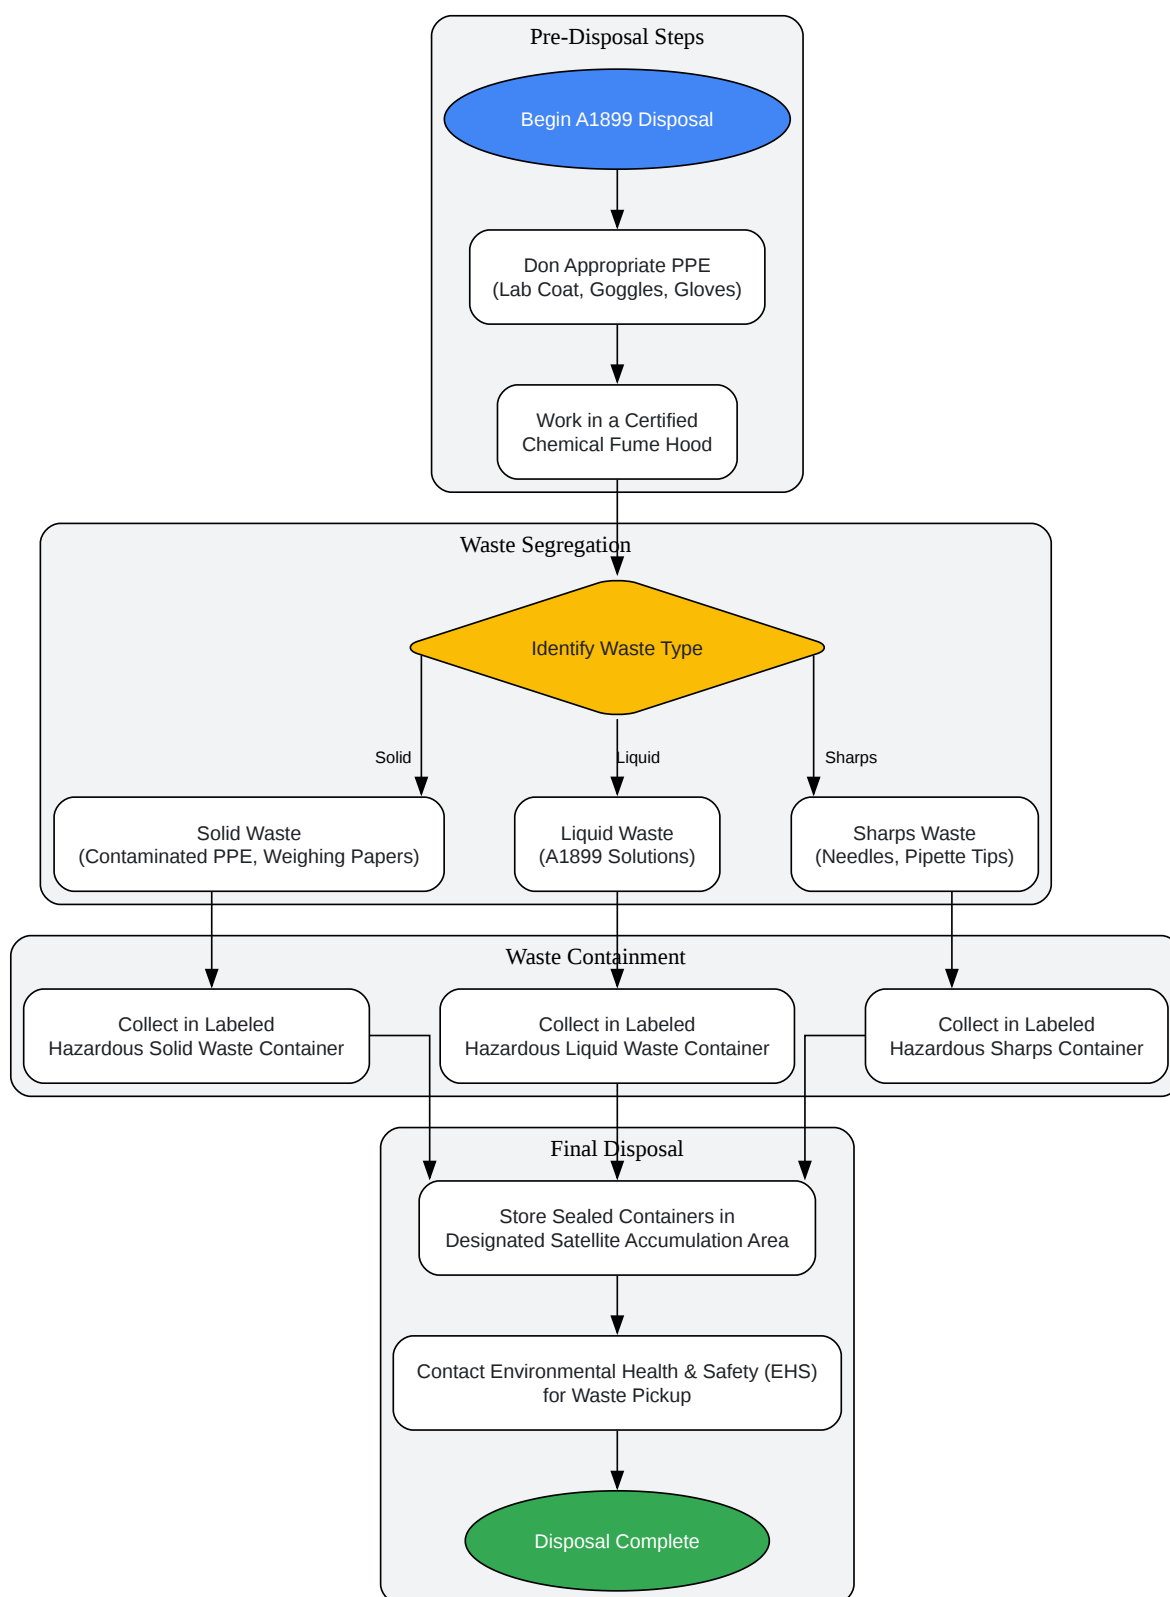 Pre-Disposal Steps
Begin A1899 Disposal
Don Appropriate PPE
(Lab Coat, Goggles, Gloves)
Work in a Certified
Chemical Fume Hood
Waste Segregation
Identify Waste Type
Solid
Liquid
Sharps
Solid Waste
(Contaminated PPE, Weighing Papers)
Liquid Waste
(A1899 Solutions)
Sharps Waste
(Needles, Pipette Tips)
Waste Containment
Collect in Labeled
Hazardous Solid Waste Container
Collect in Labeled
Hazardous Liquid Waste Container
Collect in Labeled
Hazardous Sharps Container
Final Disposal
Store Sealed Containers in
Designated Satellite Accumulation Area
Contact Environmental Health & Safety (EHS)
for Waste Pickup
Disposal Complete